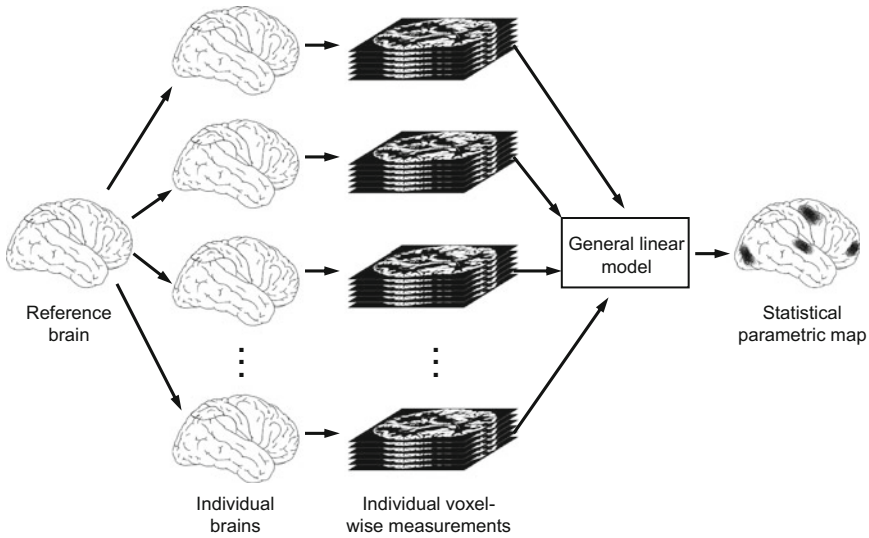 General linear
model
Reference
brain
Statistical
parametric map
Individual
brains
Individual voxel-
wise measurements